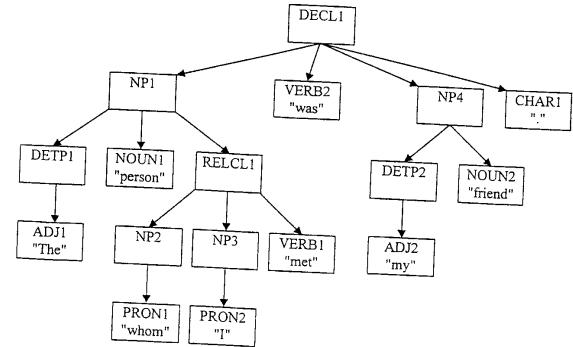 DECL1
NP1
VERB2
"was"
NP4
CHAR1
"."
DETP1
NOUN1
"person"
RELCL1
DETP2
NOUN2
"friend"
ADJ1
"The"
NP2
NP3
VERB1
"met"
ADJ2
"my"
PRON1
"whom"
PRON2
"I"